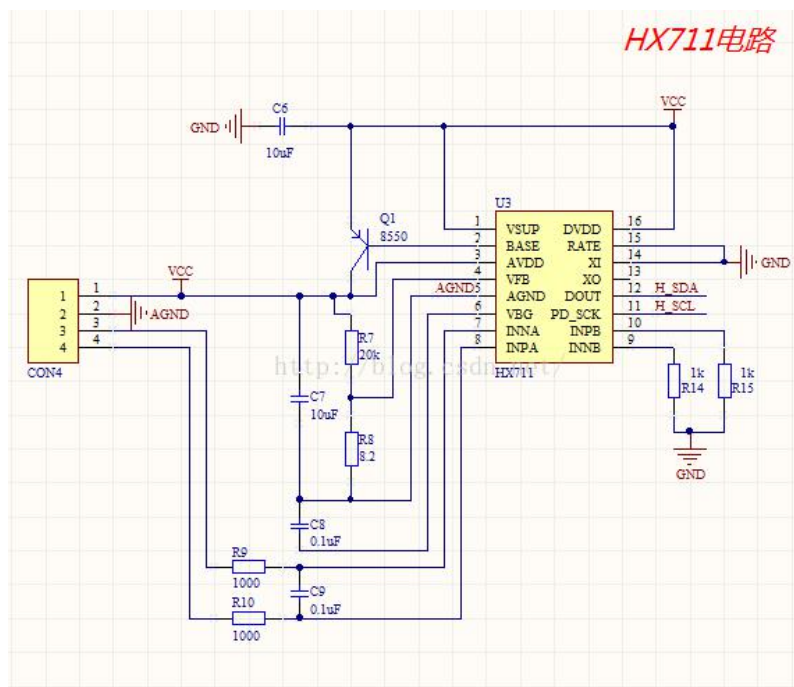 HX711电路
C6
GND
10uF
VCC
Q1
8550
U3
1 VSUP DVDD 16
2 BASE RATE 15
3 AVDD XI 14
4 VFB XO 13
AGND 5 AGND DOUT 12 H_SDA
6 VBG PD_SCK 11 H_SCL
7 INNA INPB 10
8 INPA INNB 9
HX711
GND
VCC
1 1
2 2 AGND
3 3
4 4
CON4
R7
20k
http://blog.csdn.net/
C7
10uF
R8
8.2
1k
R14
1k
R15
GND
C8
0.1uF
R9
1000
C9
0.1uF
R10
1000